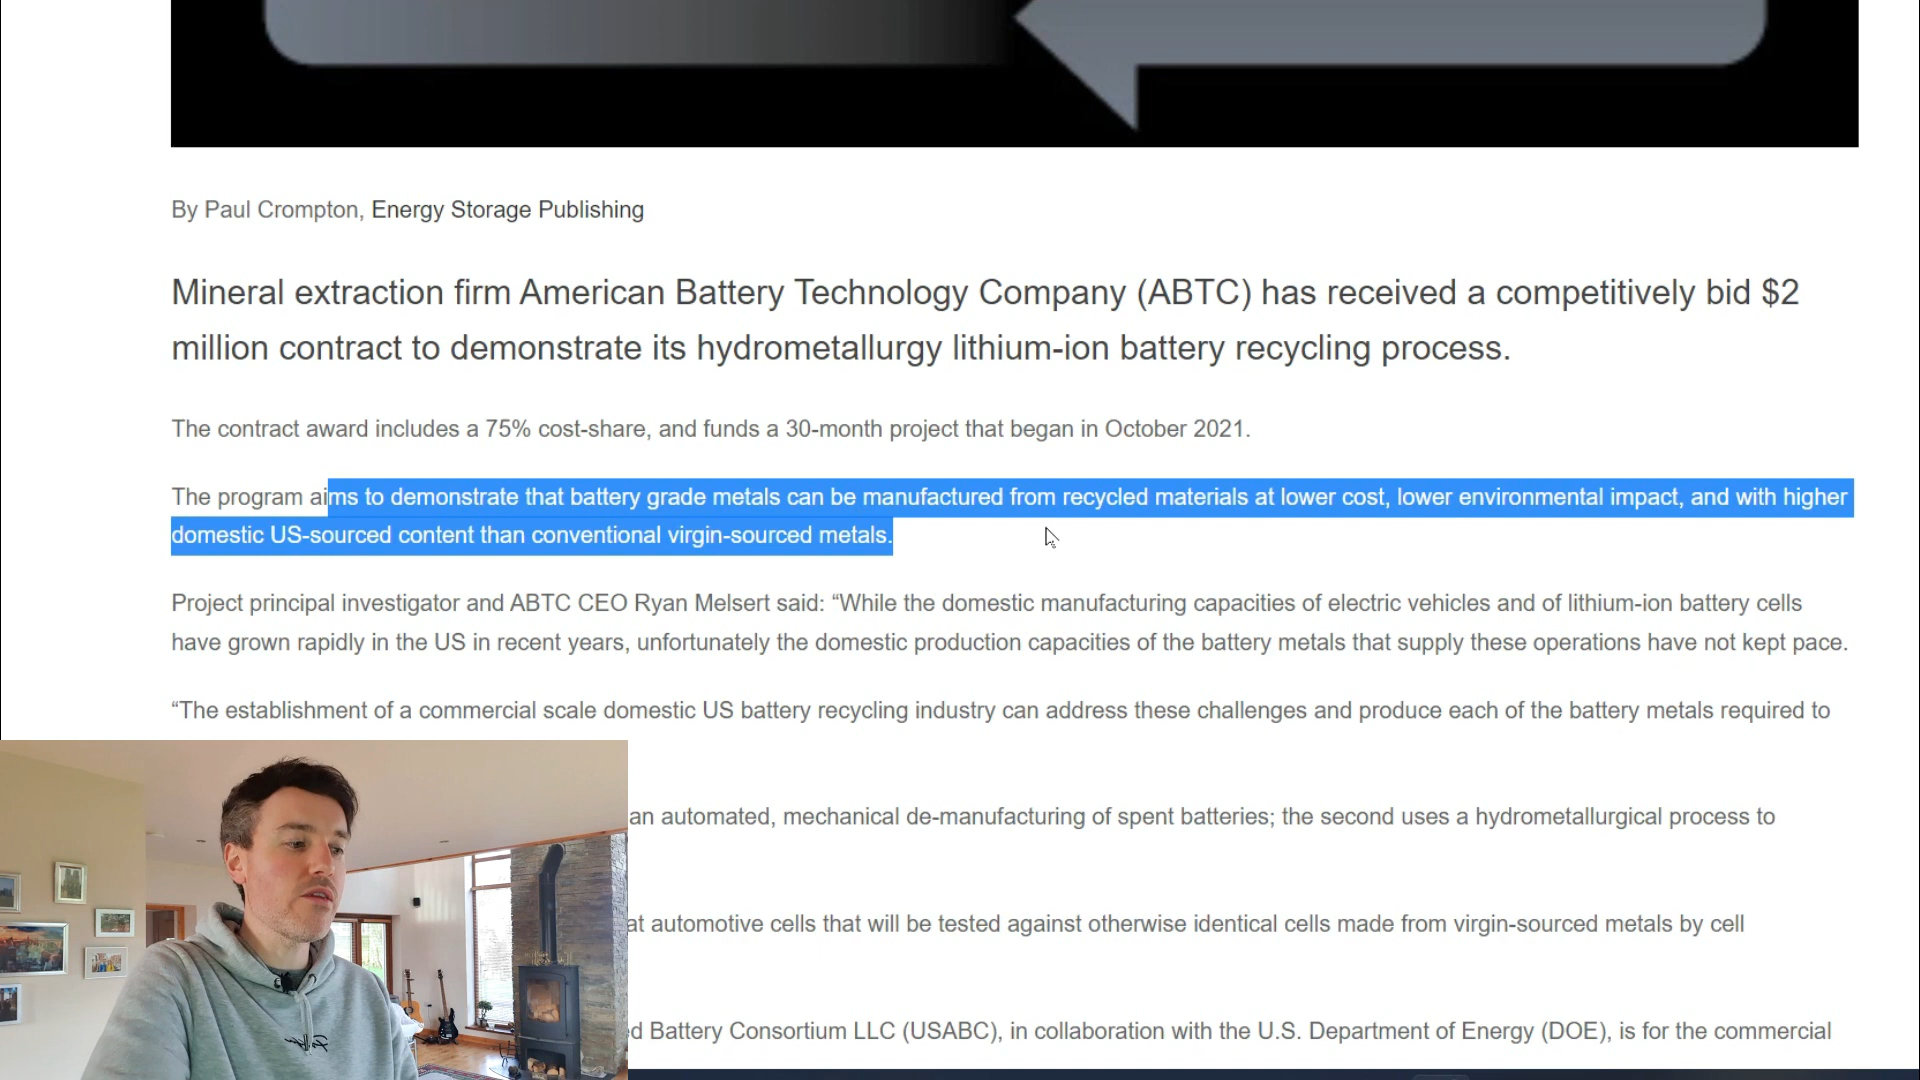 By Paul Crompton, Energy Storage Publishing
Mineral extraction firm American Battery Technology Company (ABTC) has received a competitively bid $2
million contract to demonstrate its hydrometallurgy lithium-ion battery recycling process.
The contract award includes a 75% cost-share, and funds a 30-month project that began in October 2021.
The program aims to demonstrate that battery grade metals can be manufactured from recycled materials at lower cost, lower environmental impact, and with higher
domestic US-sourced content than conventional virgin-sourced metals.
Project principal investigator and ABTC CEO Ryan Melsert said: “While the domestic manufacturing capacities of electric vehicles and of lithium-ion battery cells
have grown rapidly in the US in recent years, unfortunately the domestic production capacities of the battery metals that supply these operations have not kept pace.
“The establishment of a commercial scale domestic US battery recycling industry can address these challenges and produce each of the battery metals required to
an automated, mechanical de-manufacturing of spent batteries; the second uses a hydrometallurgical process to
at automotive cells that will be tested against otherwise identical cells made from virgin-sourced metals by cell
d Battery Consortium LLC (USABC), in collaboration with the U.S. Department of Energy (DOE), is for the commercial